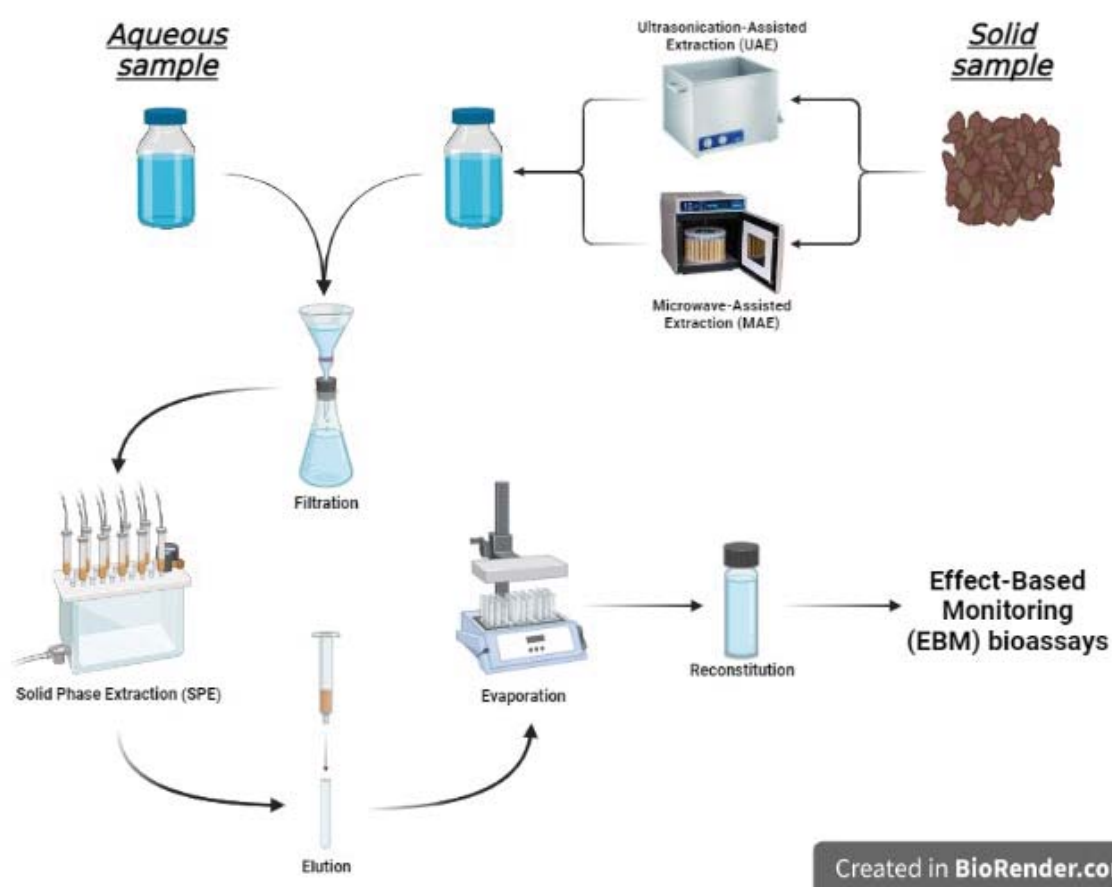 Aqueous
sample
Ultrasonication-Assisted
Extraction (UAE)
Solid
sample
Microwave-Assisted
Extraction (MAE)
Filtration
Solid Phase Extraction (SPE)
Elution
Evaporation
Reconstitution
Effect-Based
Monitoring
(EBM) bioassays
Created in BioRender.co